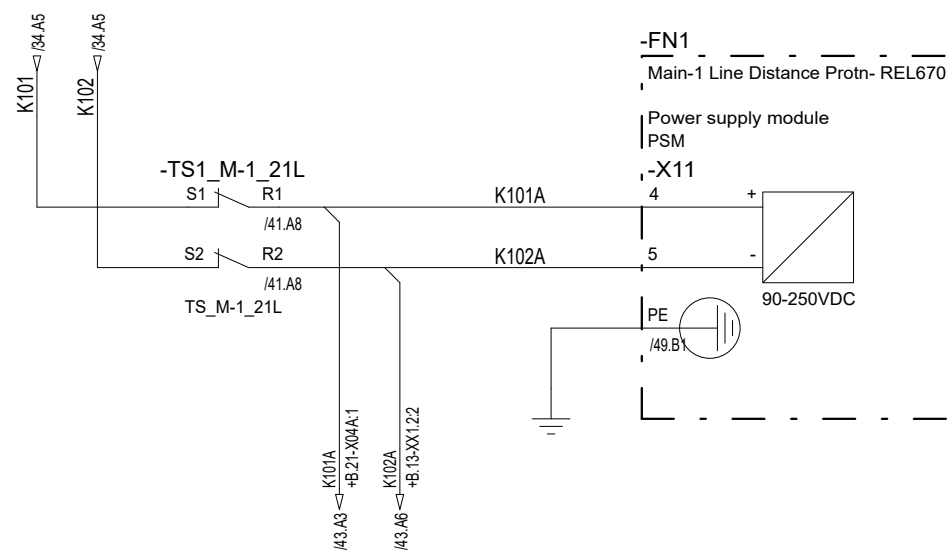 /34.A5
/34.A5
K101
K102
-FN1
Main-1 Line Distance Protn- REL670
Power supply module
PSM
-TS1_M-1_21L
-X11
S1
R1
K101A
4
+
/41.A8
S2
R2
K102A
5
-
/41.A8
TS_M-1_21L
90-250VDC
PE
/49.B1
K101A
+B.21-X04A:1
K102A
+B.13-XX1.2:2
/43.A3
/43.A6